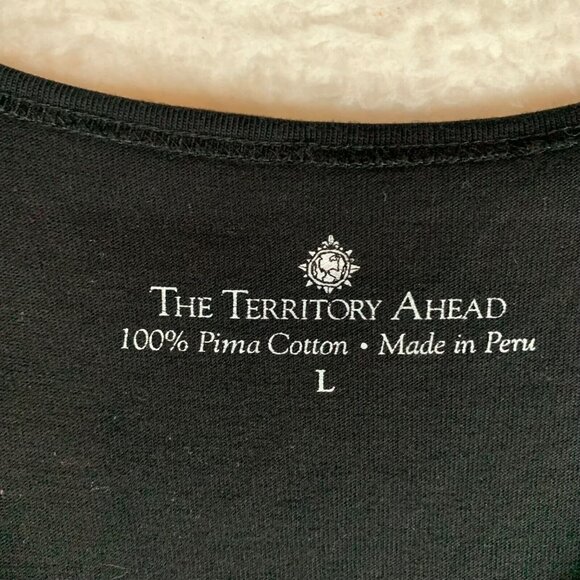 THE TERRITORY AHEAD
100% Pima Cotton • Made in Peru
L